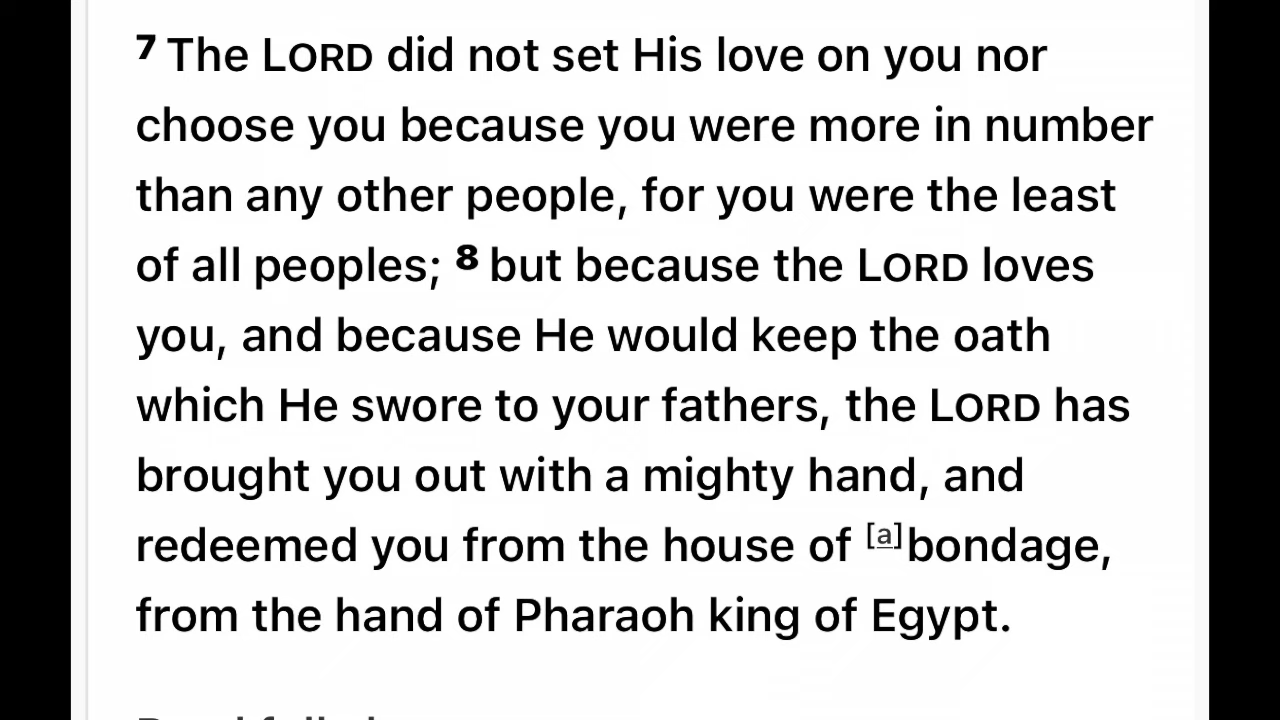 7 The LORD did not set His love on you nor
choose you because you were more in number
than any other people, for you were the least
of all peoples; 8 but because the LORD loves
you, and because He would keep the oath
which He swore to your fathers, the LORD has
brought you out with a mighty hand, and
redeemed you from the house of [a]bondage,
from the hand of Pharaoh king of Egypt.